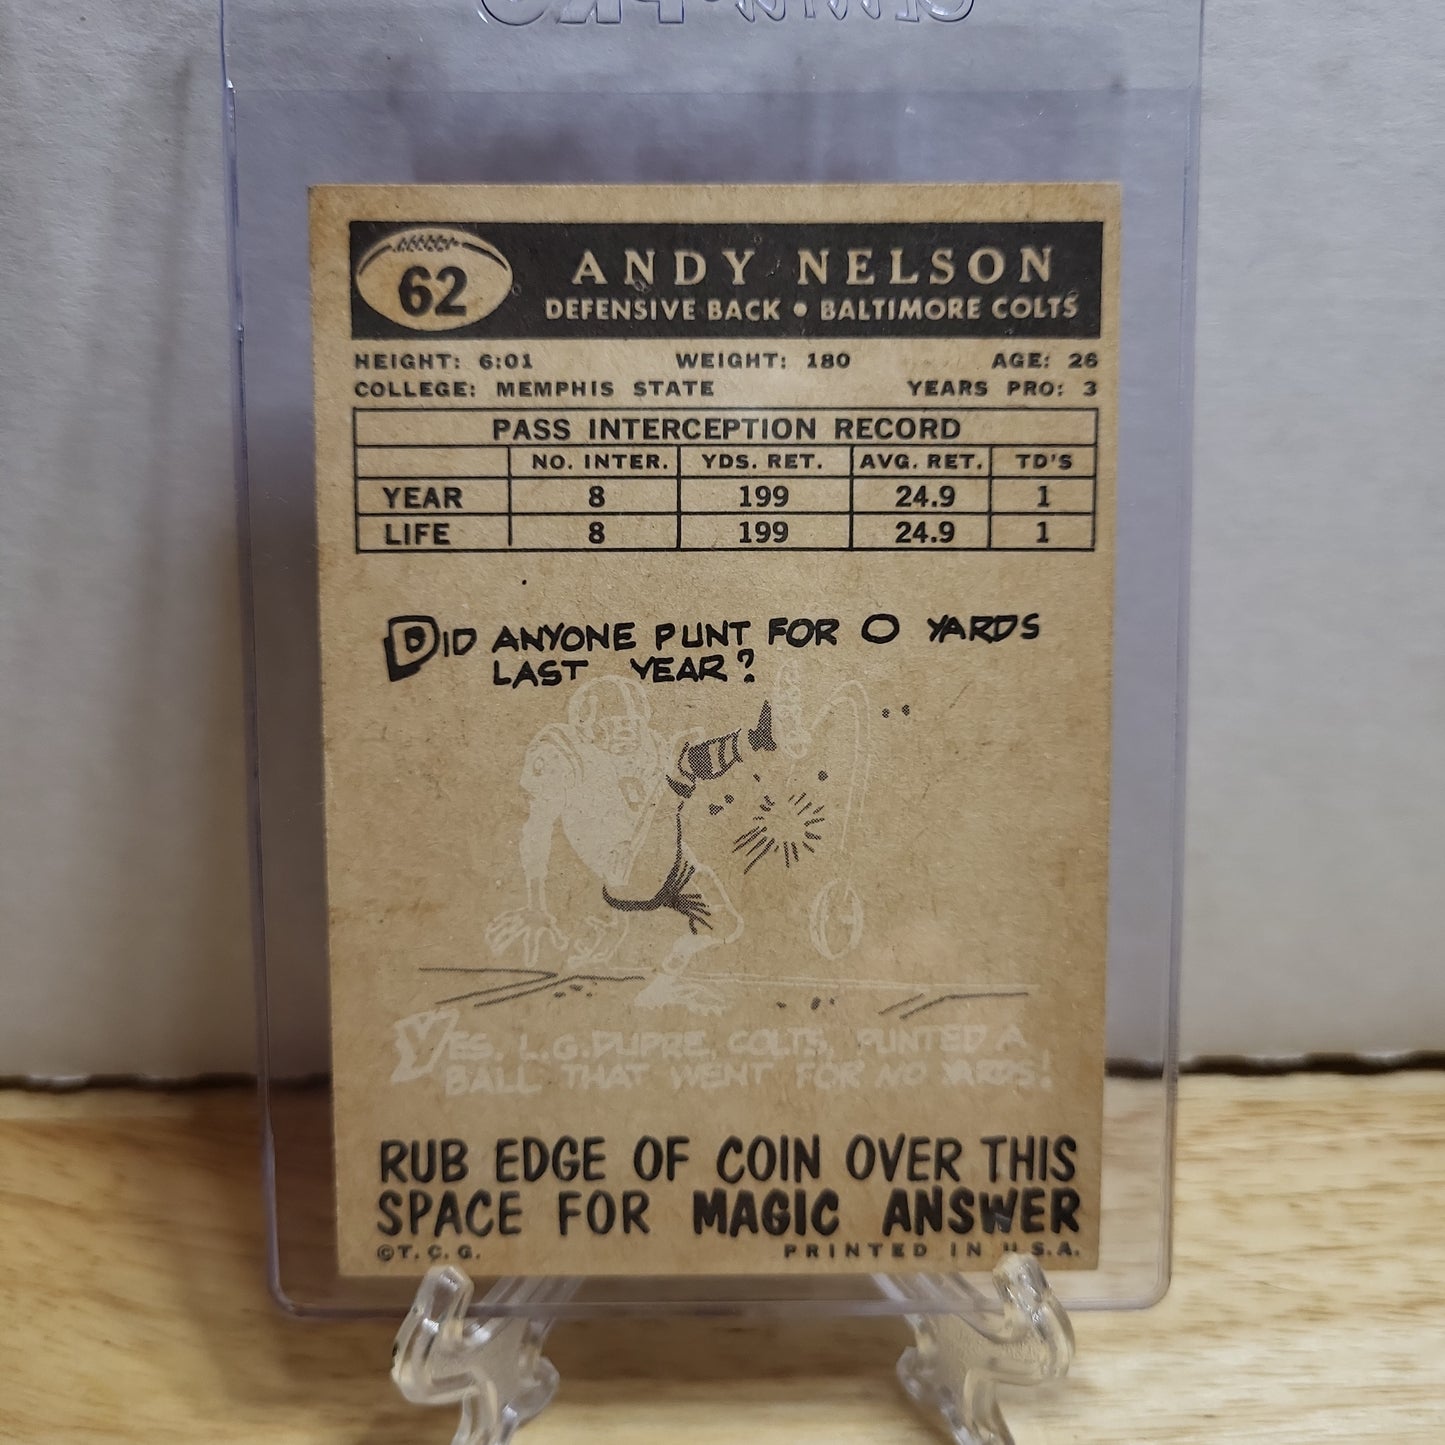 62
ANDY NELSON
DEFENSIVE BACK • BALTIMORE COLTS
HEIGHT: 6:01 WEIGHT: 180 AGE: 26
COLLEGE: MEMPHIS STATE YEARS PRO: 3
PASS INTERCEPTION RECORD
NO. INTER. YDS. RET. AVG. RET. TD'S
YEAR 8 199 24.9 1
LIFE 8 199 24.9 1
DID ANYONE PUNT FOR 0 YARDS
LAST YEAR?
YES. L.G. DUPRE, COLTS, PUNTED A
BALL THAT WENT FOR NO YARDS!
RUB EDGE OF COIN OVER THIS
SPACE FOR MAGIC ANSWER
©T. C. G. PRINTED IN U.S.A.